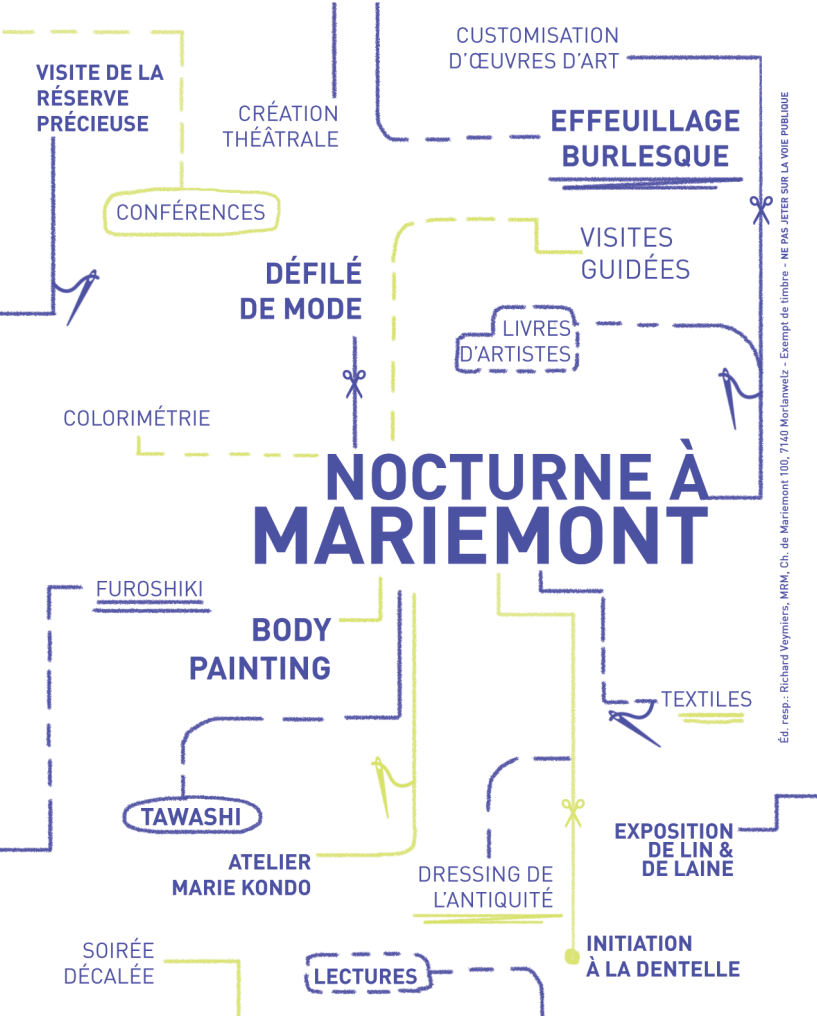 CUSTOMISATION
D'ŒUVRES D'ART
VISITE DE LA
RÉSERVE
PRÉCIEUSE
CRÉATION
THÉÂTRALE
EFFEUILLAGE
BURLESQUE
CONFÉRENCES
VISITES
GUIDÉES
DÉFILÉ
DE MODE
LIVRES
D'ARTISTES
COLORIMÉTRIE
NOCTURNE À
MARIEMONT
FUROSHIKI
BODY
PAINTING
TEXTILES
TAWASHI
EXPOSITION
DE LIN &
DE LAINE
ATELIER
MARIE KONDO
DRESSING DE
L'ANTIQUITÉ
SOIRÉE
DÉCALÉE
LECTURES
INITIATION
À LA DENTELLE
Éd. resp.: Richard Veymiers, MRM, Ch. de Mariemont 100, 7140 Morlanwelz - Exempt de timbre - NE PAS JETER SUR LA VOIE PUBLIQUE